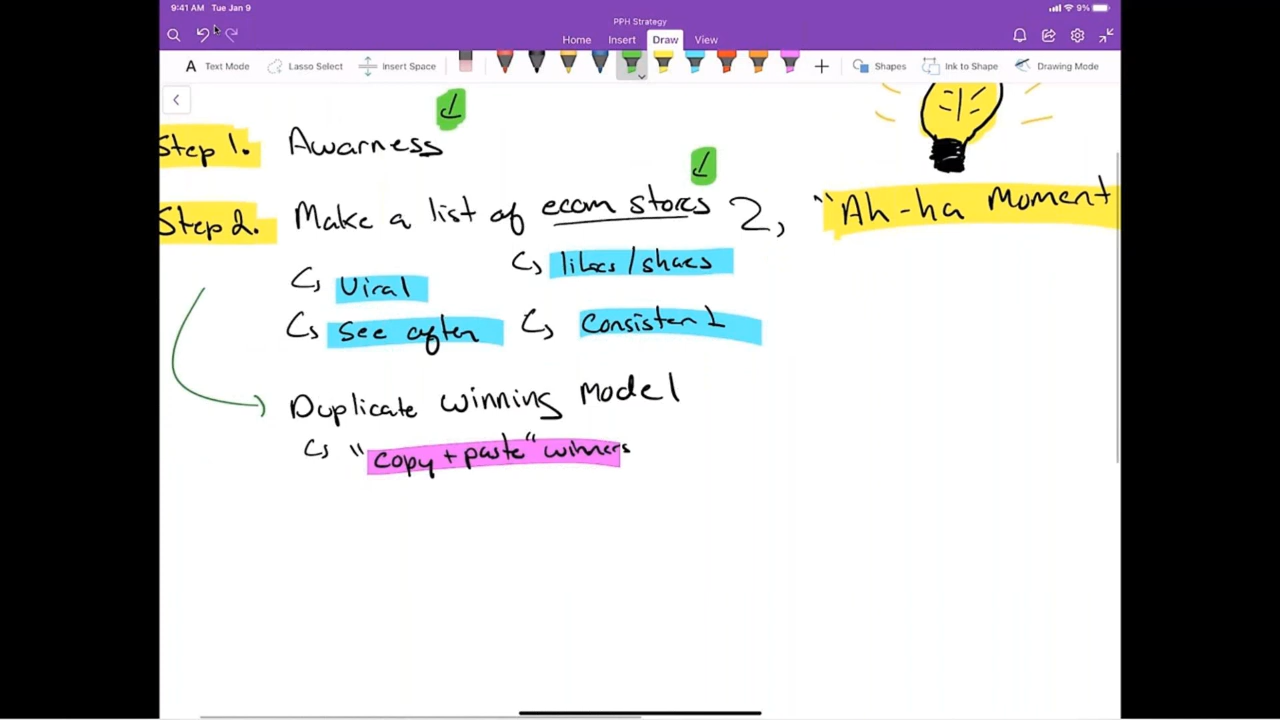 9:41 AM Tue Jan 9
9%
PPH Strategy
Home Insert Draw View
A Text Mode Lasso Select Insert Space Shapes Ink to Shape Drawing Mode
Step 1. Awarness
Step 2. Make a list of ecom stores 2, "Ah-ha Moment
Viral likes/shares
See often Consistent
Duplicate winning Model
"copy + paste" winners